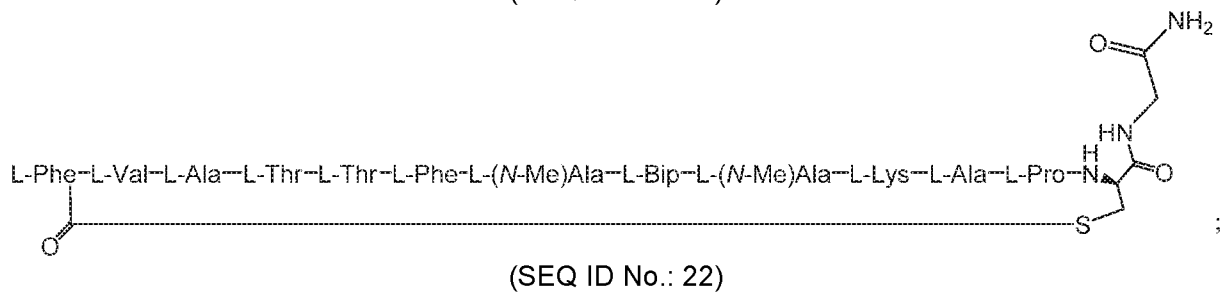 NH₂
O
HN
L-Phe-L-Val-L-Ala-L-Thr-L-Thr-L-Phe-L-(N-Me)Ala-L-Bip-L-(N-Me)Ala-L-Lys-L-Ala-L-Pro-N
H
O
O
S
;
(SEQ ID No.: 22)